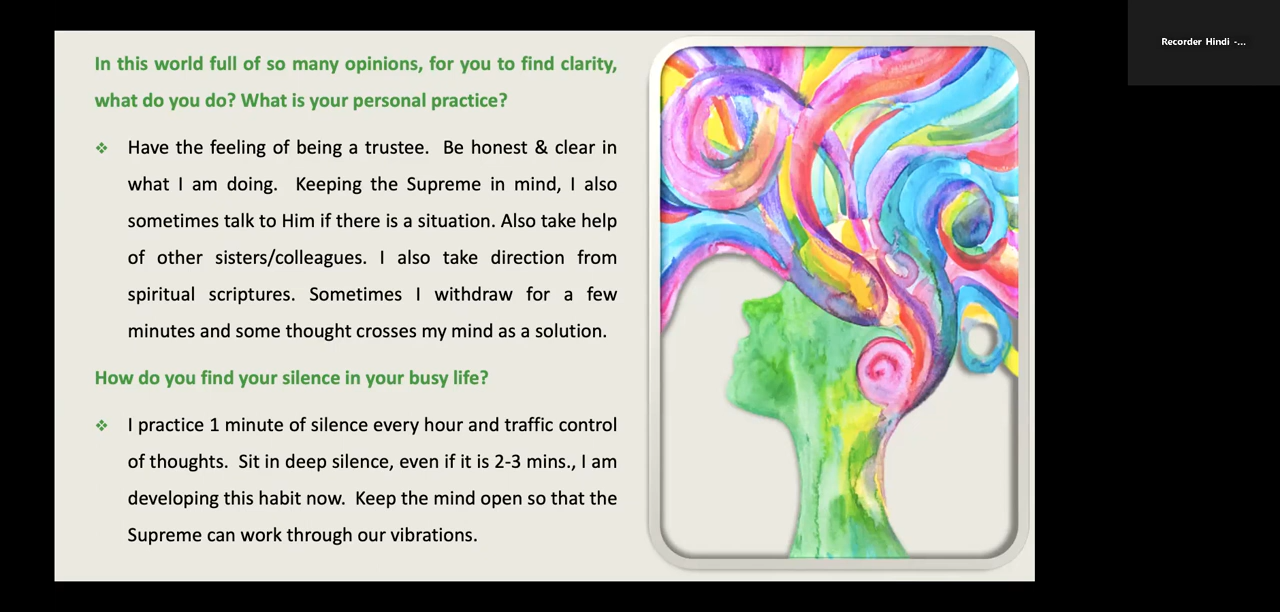 In this world full of so many opinions, for you to find clarity,
what do you do? What is your personal practice?
❖ Have the feeling of being a trustee. Be honest & clear in
what I am doing. Keeping the Supreme in mind, I also
sometimes talk to Him if there is a situation. Also take help
of other sisters/colleagues. I also take direction from
spiritual scriptures. Sometimes I withdraw for a few
minutes and some thought crosses my mind as a solution.
How do you find your silence in your busy life?
❖ I practice 1 minute of silence every hour and traffic control
of thoughts. Sit in deep silence, even if it is 2-3 mins., I am
developing this habit now. Keep the mind open so that the
Supreme can work through our vibrations.
Recorder Hindi -...